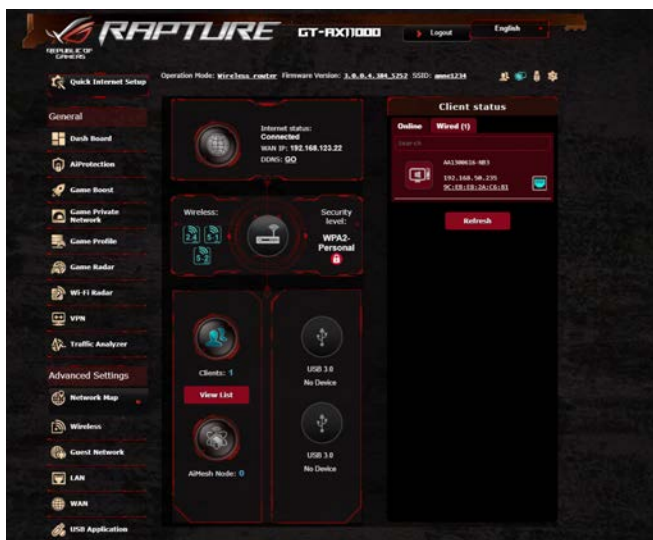 REPUBLIC OF
GAMERS
RAPTURE
GT-AX11000
Logout
English
Quick Internet Setup
Operation Mode: Wireless router Firmware Version: 3.0.0.4.384_5252 SSID:
General
Dash Board
AiProtection
Game Boost
Game Private
Network
Game Profile
Game Radar
Wi-Fi Radar
VPN
Traffic Analyzer
Advanced Settings
Network Map
Wireless
Guest Network
LAN
WAN
USB Application
Internet status:
Connected
WAN IP: 192.168.123.22
DDNS: GO
Wireless:
2.4 5-1
5-2
Security
level:
WPA2-
Personal
Clients: 1
View List
AiMesh Node: 0
USB 3.0
No Device
USB 3.0
No Device
Client status
Online Wired (1)
Search
192.168.50.235
Refresh